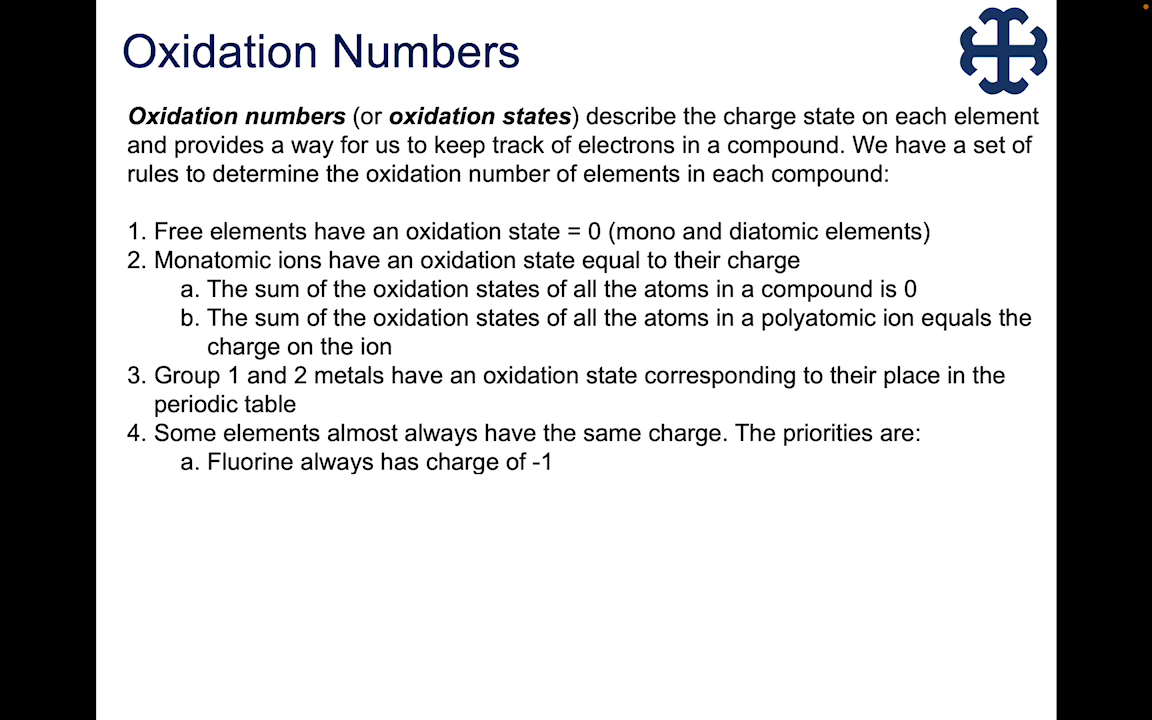 Oxidation Numbers
Oxidation numbers (or oxidation states) describe the charge state on each element
and provides a way for us to keep track of electrons in a compound. We have a set of
rules to determine the oxidation number of elements in each compound:
1. Free elements have an oxidation state = 0 (mono and diatomic elements)
2. Monatomic ions have an oxidation state equal to their charge
a. The sum of the oxidation states of all the atoms in a compound is 0
b. The sum of the oxidation states of all the atoms in a polyatomic ion equals the
charge on the ion
3. Group 1 and 2 metals have an oxidation state corresponding to their place in the
periodic table
4. Some elements almost always have the same charge. The priorities are:
a. Fluorine always has charge of -1